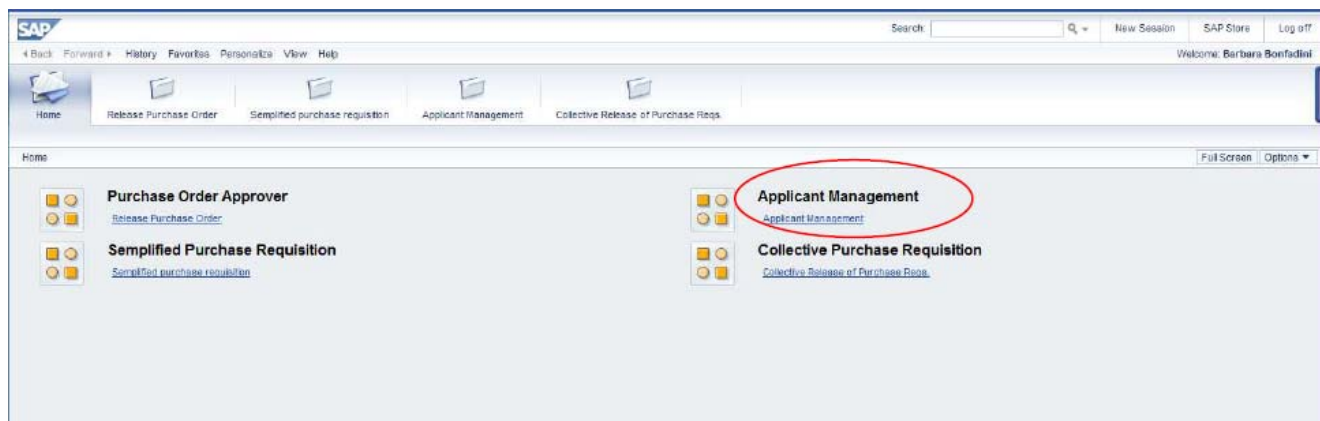 SAP
Search: New Session SAP Store Log off
Back Forward History Favorites Personalize View Help Welcome: Barbara Bonfadini
Home Release Purchase Order Semplified purchase requisition Applicant Management Collective Release of Purchase Reqs.
Home Full Screen Options
Purchase Order Approver
Release Purchase Order
Applicant Management
Applicant Management
Semplified Purchase Requisition
Semplified purchase requisition
Collective Purchase Requisition
Collective Release of Purchase Reqs.